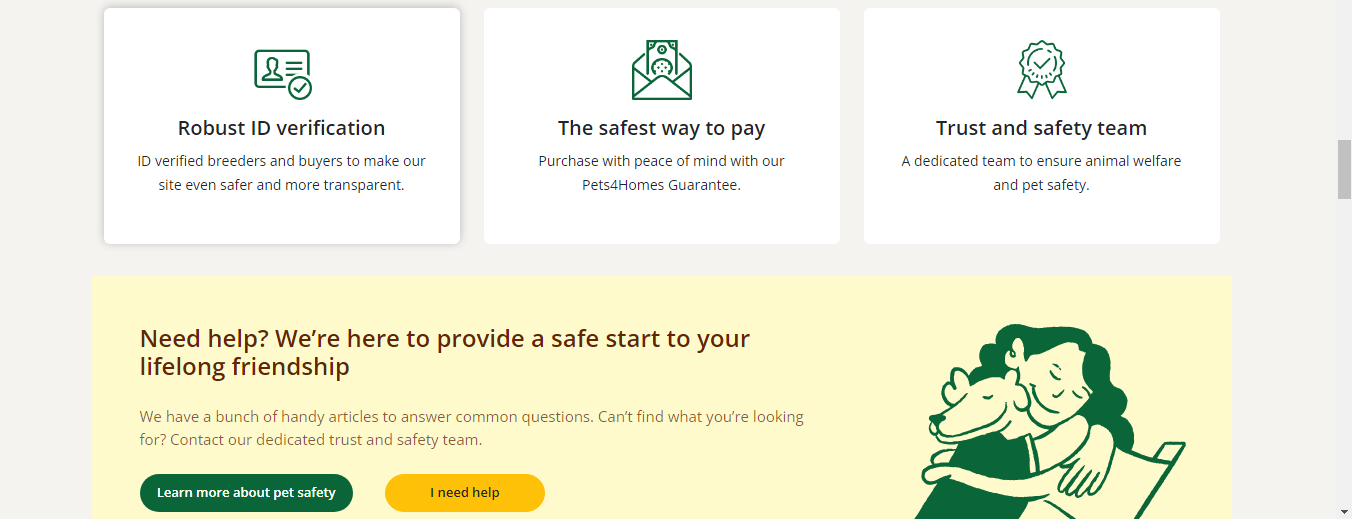 Robust ID verification
ID verified breeders and buyers to make our
site even safer and more transparent.
The safest way to pay
Purchase with peace of mind with our
Pets4Homes Guarantee.
Trust and safety team
A dedicated team to ensure animal welfare
and pet safety.
Need help? We’re here to provide a safe start to your
lifelong friendship
We have a bunch of handy articles to answer common questions. Can’t find what you’re looking
for? Contact our dedicated trust and safety team.
Learn more about pet safety
I need help